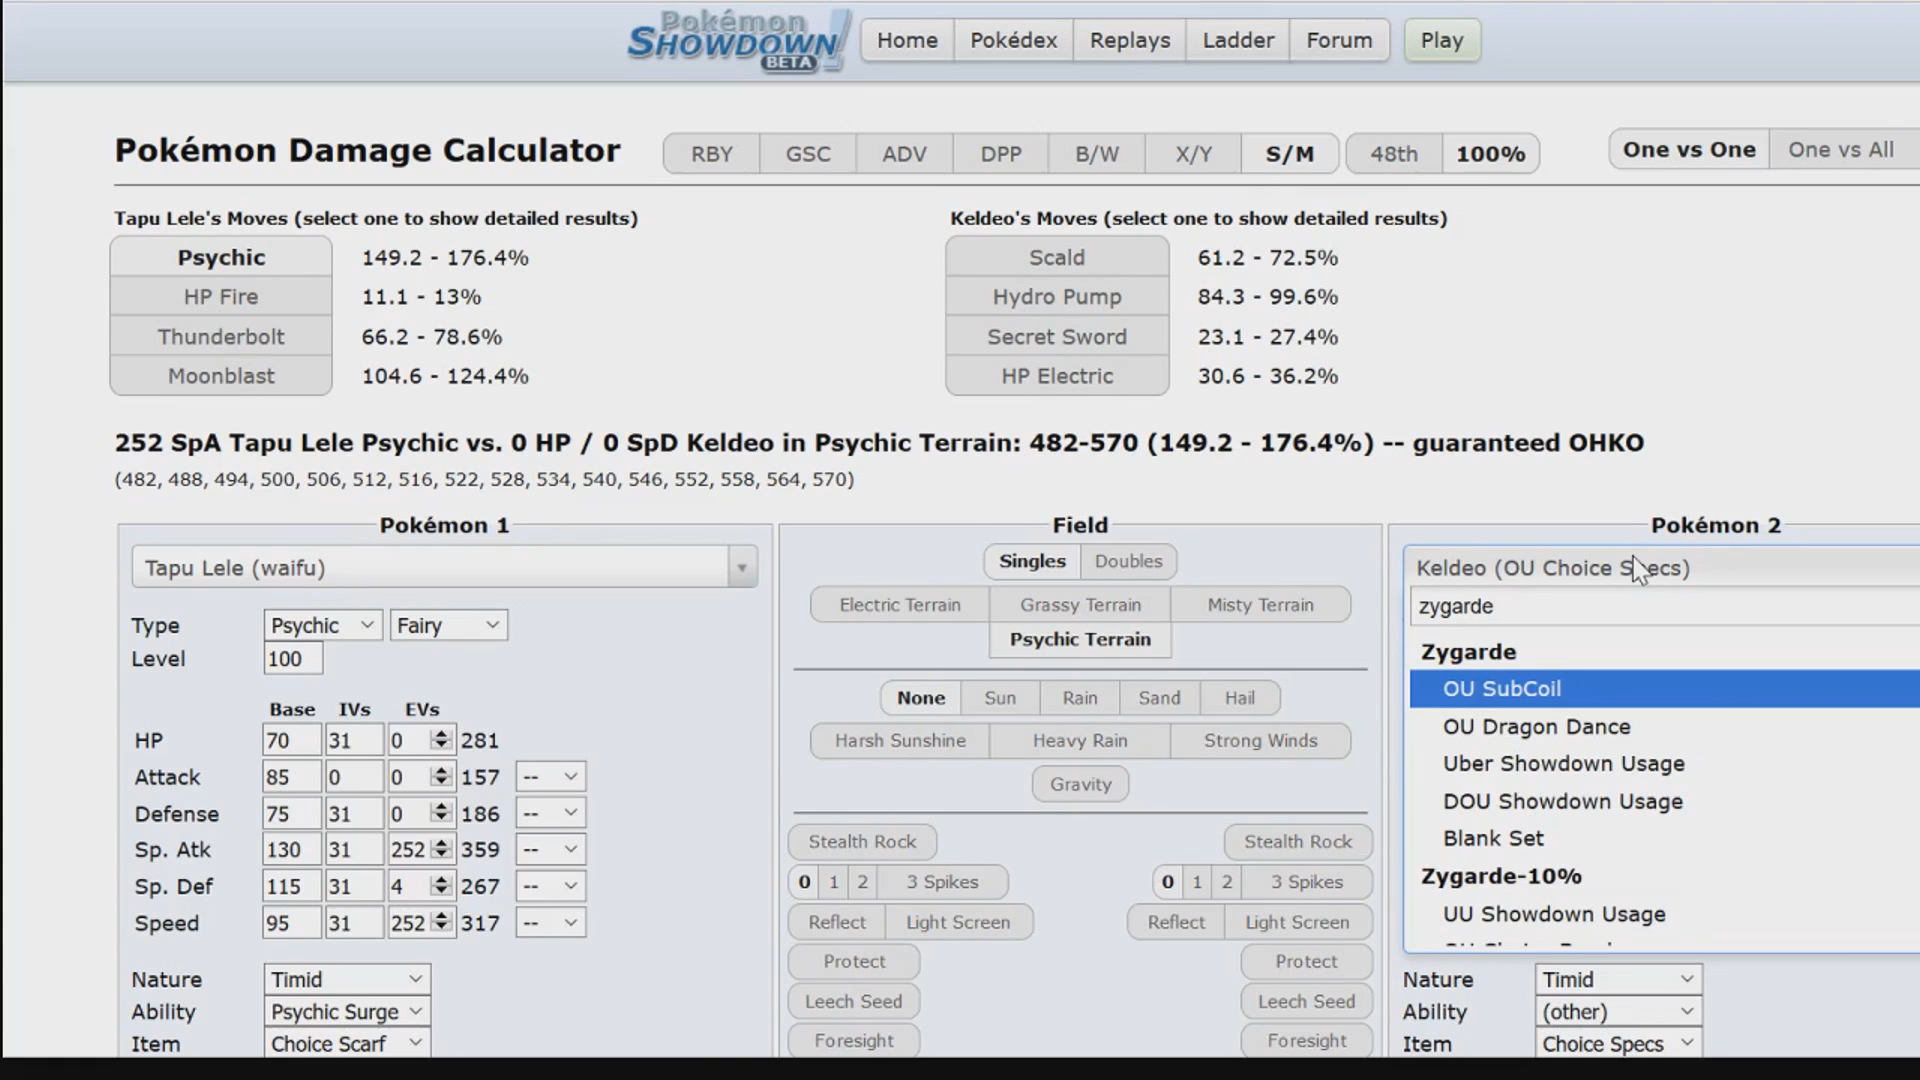 Pokémon
SHOWDOWN!
BETA
Home Pokédex Replays Ladder Forum Play
Pokémon Damage Calculator RBY GSC ADV DPP B/W X/Y S/M 48th 100% One vs One One vs All
Tapu Lele's Moves (select one to show detailed results) Keldeo's Moves (select one to show detailed results)
Psychic 149.2 - 176.4% Scald 61.2 - 72.5%
HP Fire 11.1 - 13% Hydro Pump 84.3 - 99.6%
Thunderbolt 66.2 - 78.6% Secret Sword 23.1 - 27.4%
Moonblast 104.6 - 124.4% HP Electric 30.6 - 36.2%
252 SpA Tapu Lele Psychic vs. 0 HP / 0 SpD Keldeo in Psychic Terrain: 482-570 (149.2 - 176.4%) -- guaranteed OHKO
(482, 488, 494, 500, 506, 512, 516, 522, 528, 534, 540, 546, 552, 558, 564, 570)
Pokémon 1
Tapu Lele (waifu)
Type Psychic Fairy
Level 100
Base IVs EVs
HP 70 31 0 281
Attack 85 0 0 157 --
Defense 75 31 0 186 --
Sp. Atk 130 31 252 359 --
Sp. Def 115 31 4 267 --
Speed 95 31 252 317 --
Nature Timid
Ability Psychic Surge
Item Choice Scarf
Field
Singles Doubles
Electric Terrain Grassy Terrain Misty Terrain
Psychic Terrain
None Sun Rain Sand Hail
Harsh Sunshine Heavy Rain Strong Winds
Gravity
Stealth Rock Stealth Rock
0 1 2 3 Spikes 0 1 2 3 Spikes
Reflect Light Screen Reflect Light Screen
Protect Protect
Leech Seed Leech Seed
Foresight Foresight
Pokémon 2
Keldeo (OU Choice Specs)
zygarde
Zygarde
OU SubCoil
OU Dragon Dance
Uber Showdown Usage
DOU Showdown Usage
Blank Set
Zygarde-10%
UU Showdown Usage
Nature Timid
Ability (other)
Item Choice Specs